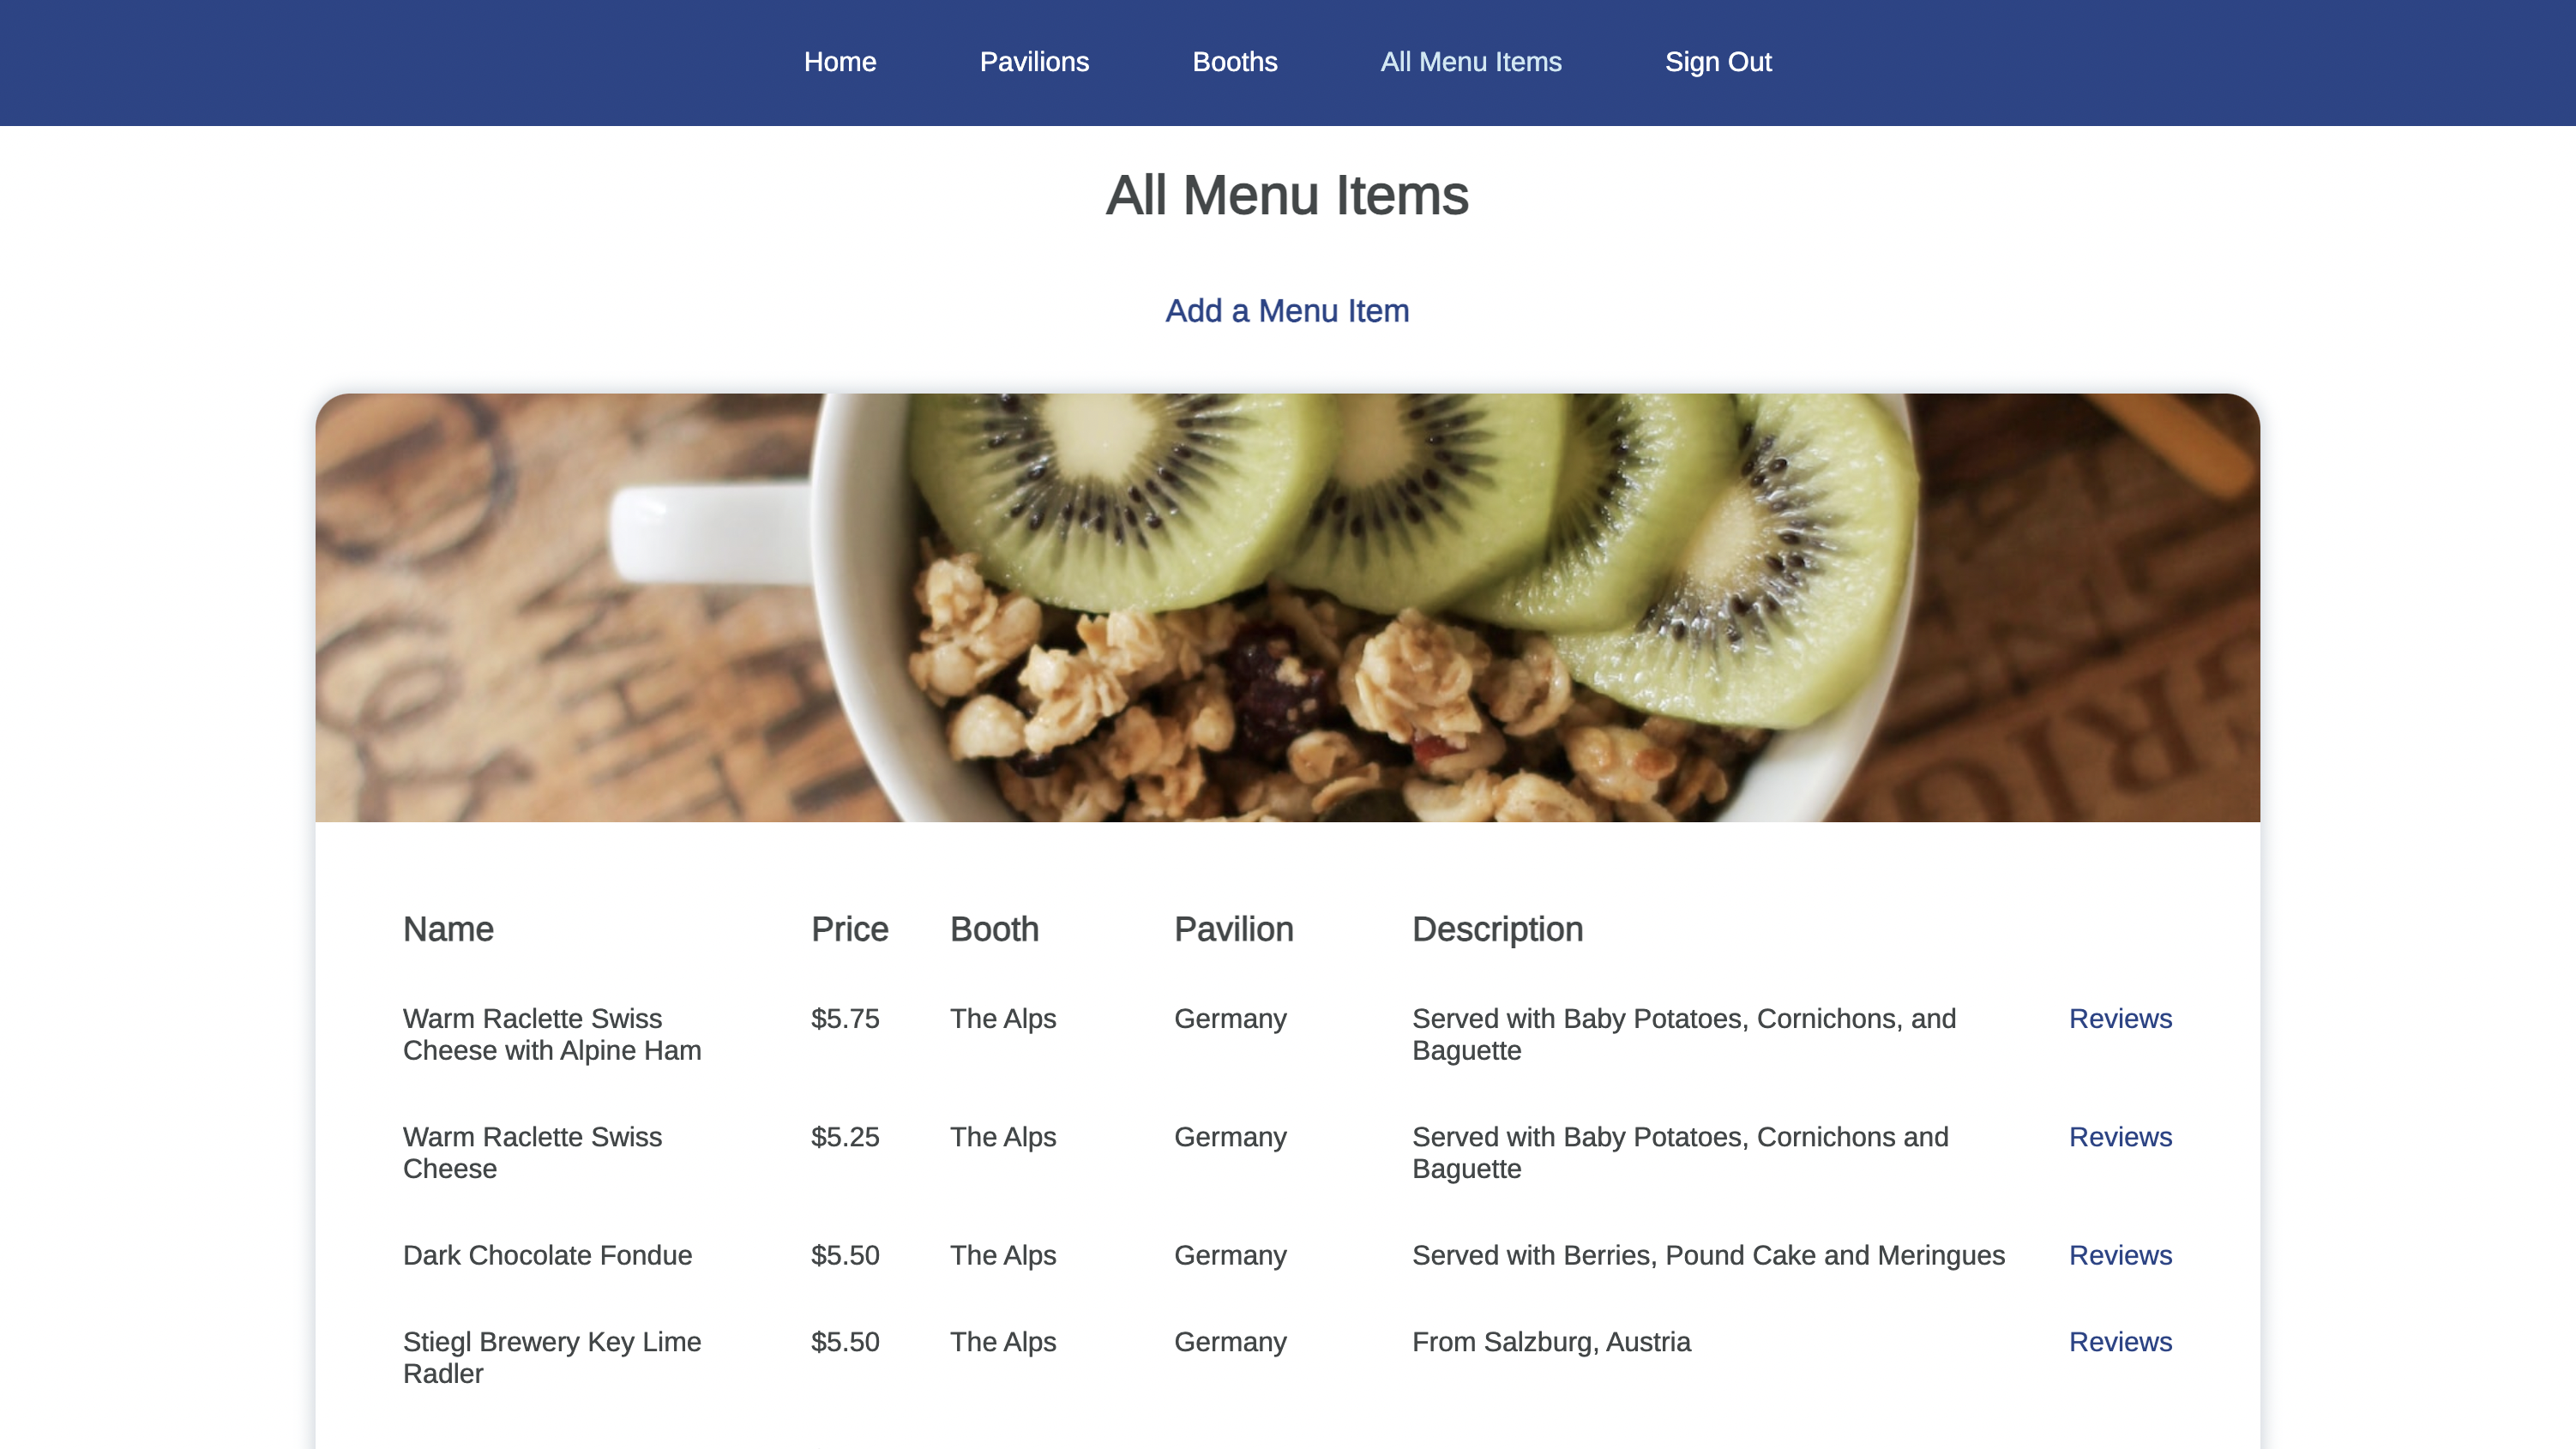 Home Pavilions Booths All Menu Items Sign Out
All Menu Items
Add a Menu Item
Name Price Booth Pavilion Description
Warm Raclette Swiss $5.75 The Alps Germany Served with Baby Potatoes, Cornichons, and Reviews
Cheese with Alpine Ham Baguette
Warm Raclette Swiss $5.25 The Alps Germany Served with Baby Potatoes, Cornichons and Reviews
Cheese Baguette
Dark Chocolate Fondue $5.50 The Alps Germany Served with Berries, Pound Cake and Meringues Reviews
Stiegl Brewery Key Lime $5.50 The Alps Germany From Salzburg, Austria Reviews
Radler